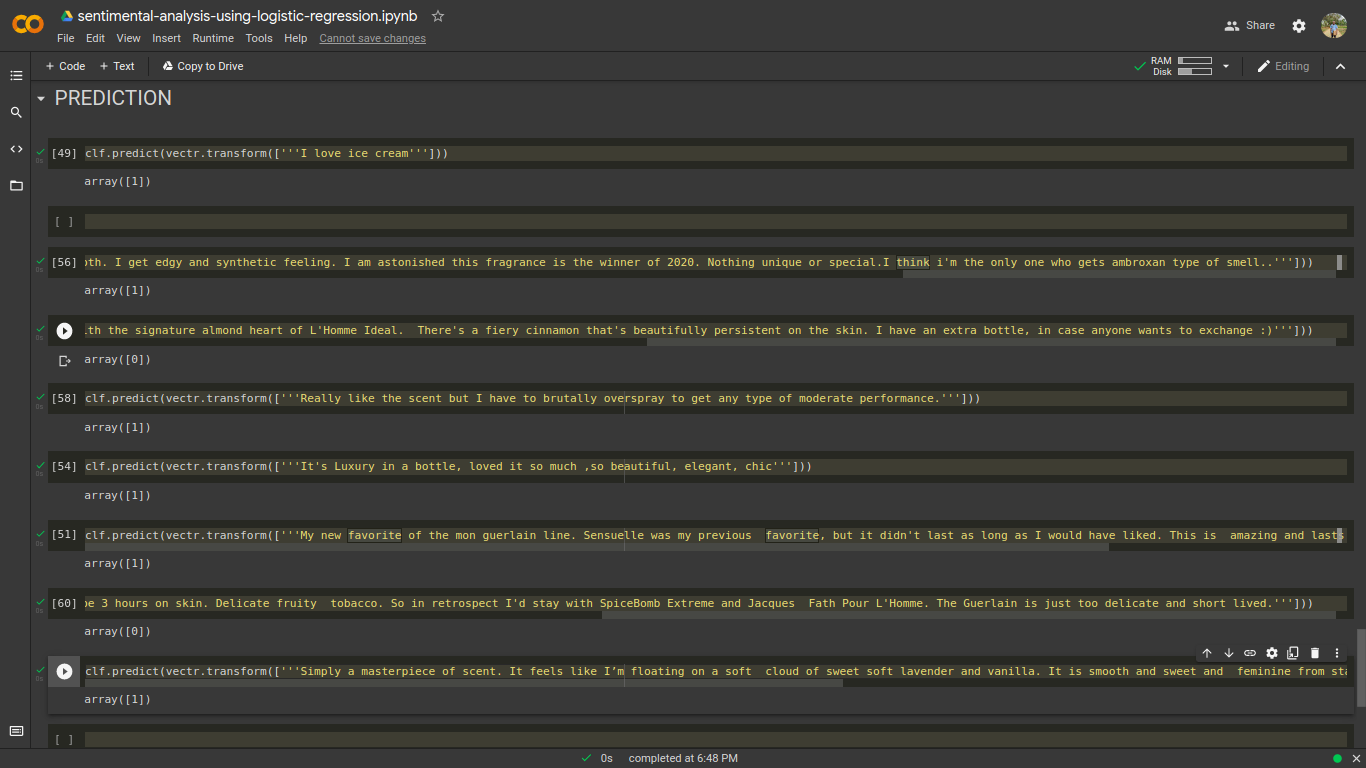 sentimental-analysis-using-logistic-regression.ipynb
File Edit View Insert Runtime Tools Help Cannot save changes
Share
+ Code + Text Copy to Drive
RAM
Disk
Editing
PREDICTION
[49] clf.predict(vectr.transform(['''I love ice cream''']))
array([1])
[ ]
[56] oth. I get edgy and synthetic feeling. I am astonished this fragrance is the winner of 2020. Nothing unique or special.I think i'm the only one who gets ambroxan type of smell..''']))
array([1])
ith the signature almond heart of L'Homme Ideal.  There's a fiery cinnamon that's beautifully persistent on the skin. I have an extra bottle, in case anyone wants to exchange :)''']))
array([0])
[58] clf.predict(vectr.transform(['''Really like the scent but I have to brutally overspray to get any type of moderate performance.''']))
array([1])
[54] clf.predict(vectr.transform(['''It's Luxury in a bottle, loved it so much ,so beautiful, elegant, chic''']))
array([1])
[51] clf.predict(vectr.transform(['''My new favorite of the mon guerlain line. Sensuelle was my previous  favorite, but it didn't last as long as I would have liked. This is  amazing and lasts
array([1])
[60] be 3 hours on skin. Delicate fruity  tobacco. So in retrospect I'd stay with SpiceBomb Extreme and Jacques  Fath Pour L'Homme. The Guerlain is just too delicate and short lived.''']))
array([0])
clf.predict(vectr.transform(['''Simply a masterpiece of scent. It feels like I’m floating on a soft  cloud of sweet soft lavender and vanilla. It is smooth and sweet and  feminine from sta
array([1])
[ ]
0s completed at 6:48 PM